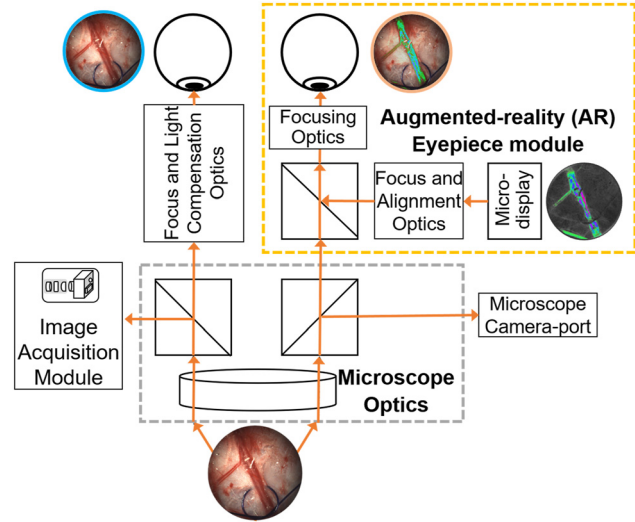 Focus and Light
Compensation
Optics
Focusing
Optics
Augmented-reality (AR)
Eyepiece module
Focus and
Alignment
Optics
Micro-
display
Image
Acquisition
Module
Microscope
Camera-port
Microscope
Optics